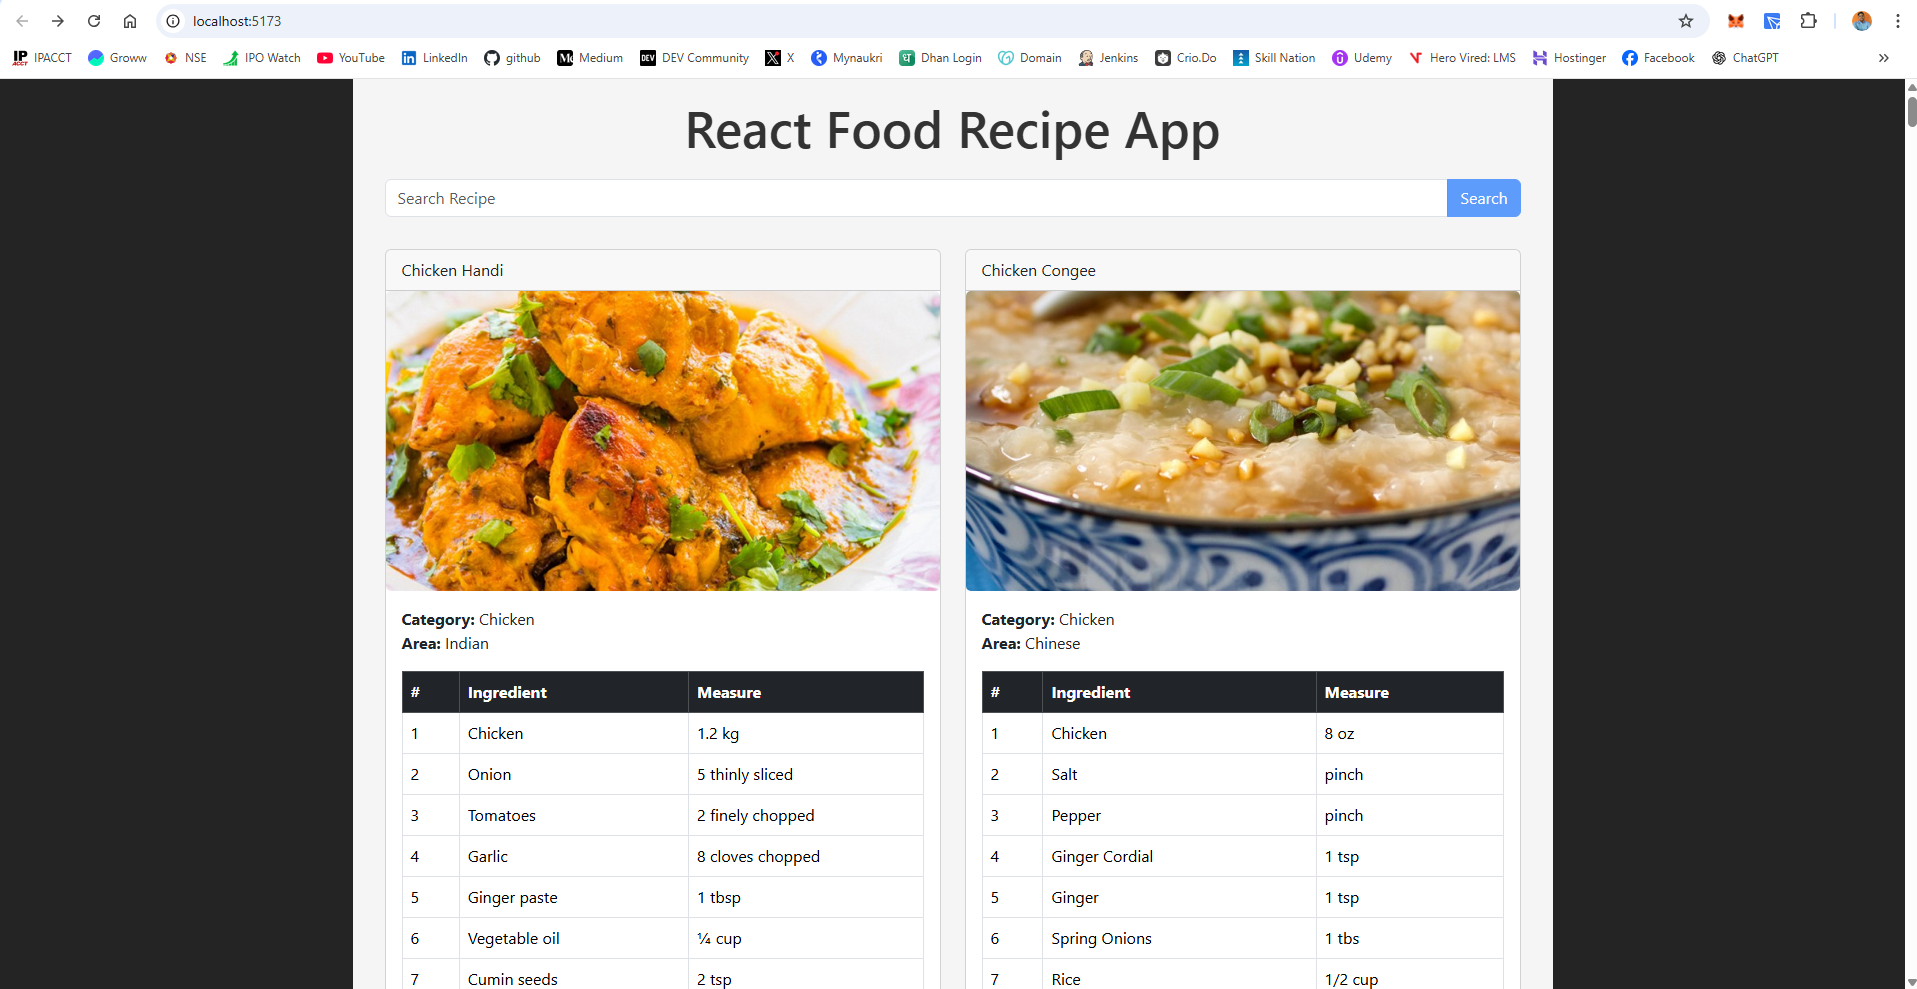 localhost:5173
IP ACCT IPACCT Groww NSE IPO Watch YouTube in LinkedIn github Medium DEV DEV Community X Mynaukri Dhan Login Domain Jenkins Crio.Do Skill Nation Udemy Hero Vired: LMS Hostinger Facebook ChatGPT
React Food Recipe App
Search Recipe Search
Chicken Handi
Category: Chicken
Area: Indian
# Ingredient Measure
1 Chicken 1.2 kg
2 Onion 5 thinly sliced
3 Tomatoes 2 finely chopped
4 Garlic 8 cloves chopped
5 Ginger paste 1 tbsp
6 Vegetable oil ¼ cup
7 Cumin seeds 2 tsp
Chicken Congee
Category: Chicken
Area: Chinese
# Ingredient Measure
1 Chicken 8 oz
2 Salt pinch
3 Pepper pinch
4 Ginger Cordial 1 tsp
5 Ginger 1 tsp
6 Spring Onions 1 tbs
7 Rice 1/2 cup